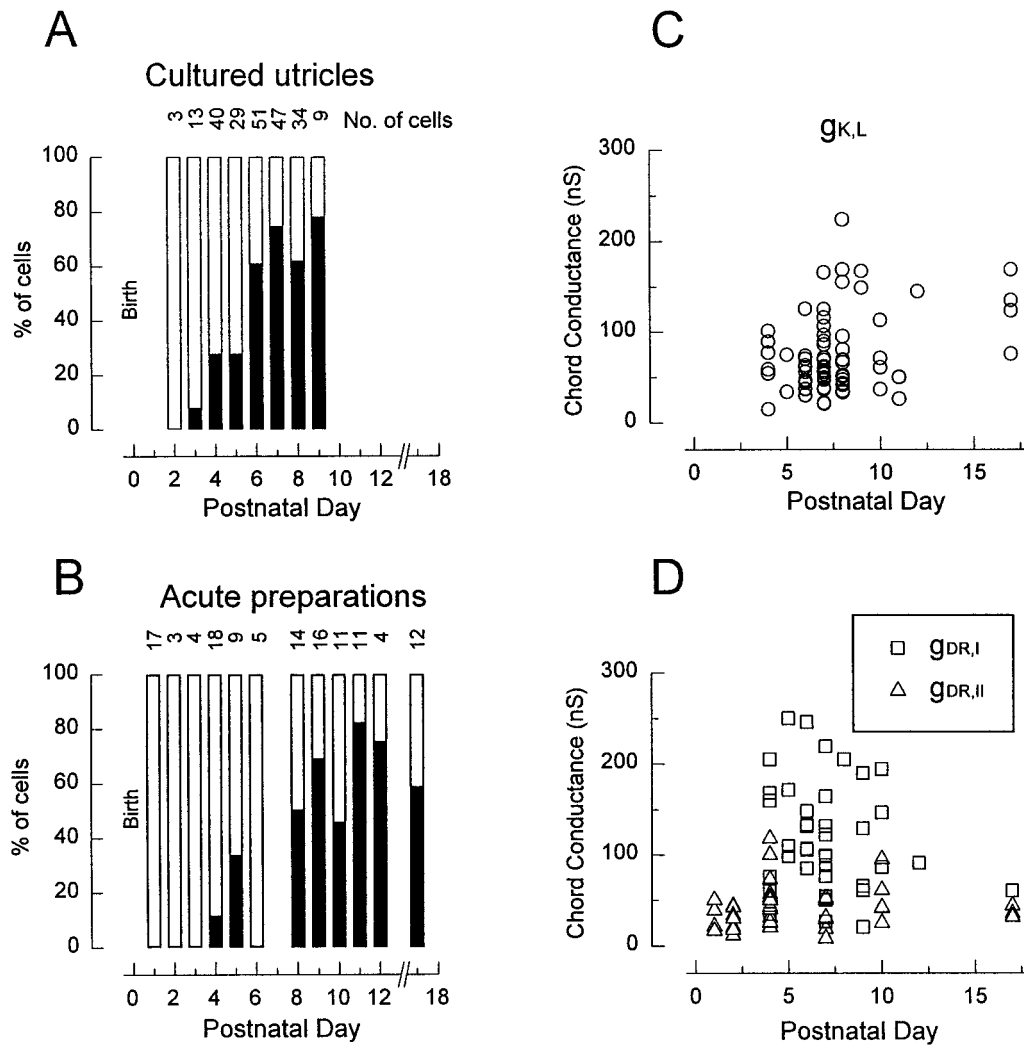 A
Cultured utricles
3 13 40 29 51 47 34 9 No. of cells
100
80
60
40
20
0
% of cells
Birth
0 2 4 6 8 10 12 18
Postnatal Day
B
Acute preparations
17 3 4 18 9 5 14 16 11 11 4 12
100
80
60
40
20
0
% of cells
Birth
0 2 4 6 8 10 12 18
Postnatal Day
C
gK,L
300
200
100
0
Chord Conductance (nS)
0 5 10 15
Postnatal Day
D
gDR,I
gDR,II
300
200
100
0
Chord Conductance (nS)
0 5 10 15
Postnatal Day